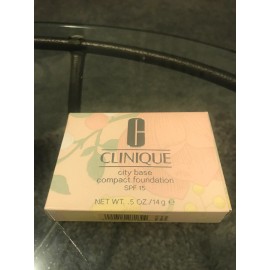 C
CLINIQUE
city base
compact foundation
SPF 15
NET WT. .5 OZ./14 g ℮